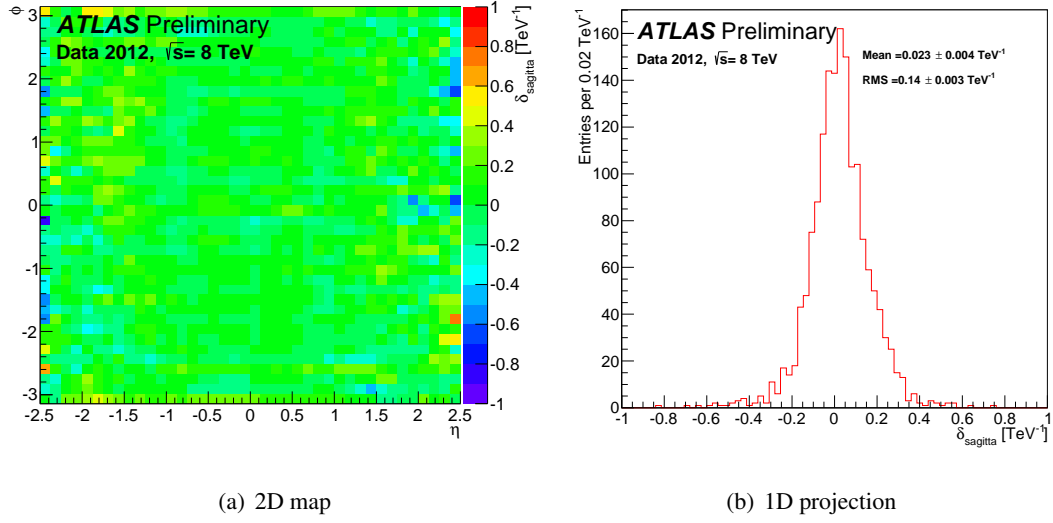 ATLAS Preliminary
Data 2012, √s= 8 TeV
ϕ
3
2
1
0
-1
-2
-3
-2.5 -2 -1.5 -1 -0.5 0 0.5 1 1.5 2 2.5
η
δsagitta [TeV⁻¹]
1
0.8
0.6
0.4
0.2
0
-0.2
-0.4
-0.6
-0.8
-1
(a) 2D map
ATLAS Preliminary
Data 2012, √s= 8 TeV
Mean =0.023 ± 0.004 TeV⁻¹
RMS =0.14 ± 0.003 TeV⁻¹
Entries per 0.02 TeV⁻¹
160
140
120
100
80
60
40
20
0
-1 -0.8 -0.6 -0.4 -0.2 0 0.2 0.4 0.6 0.8 1
δsagitta [TeV⁻¹]
(b) 1D projection